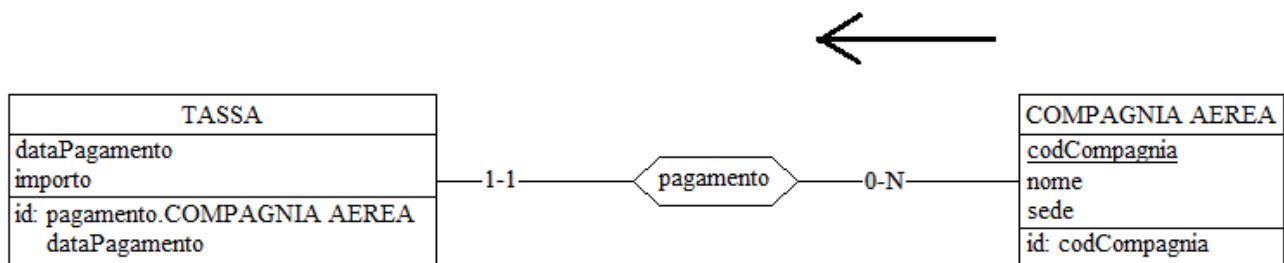 TASSA
dataPagamento
importo
id: pagamento.COMPAGNIA AEREA
dataPagamento
1-1
pagamento
0-N
COMPAGNIA AEREA
codCompagnia
nome
sede
id: codCompagnia